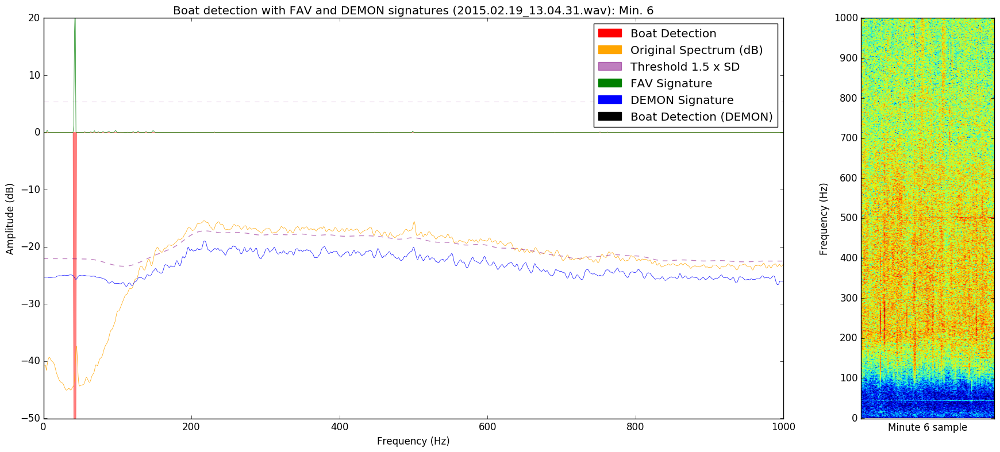 Boat detection with FAV and DEMON signatures (2015.02.19_13.04.31.wav): Min. 6
Boat Detection
Original Spectrum (dB)
Threshold 1.5 x SD
FAV Signature
DEMON Signature
Boat Detection (DEMON)
Amplitude (dB)
20
10
0
−10
−20
−30
−40
−50
0
200
400
600
800
1000
Frequency (Hz)
Frequency (Hz)
1000
900
800
700
600
500
400
300
200
100
0
Minute 6 sample